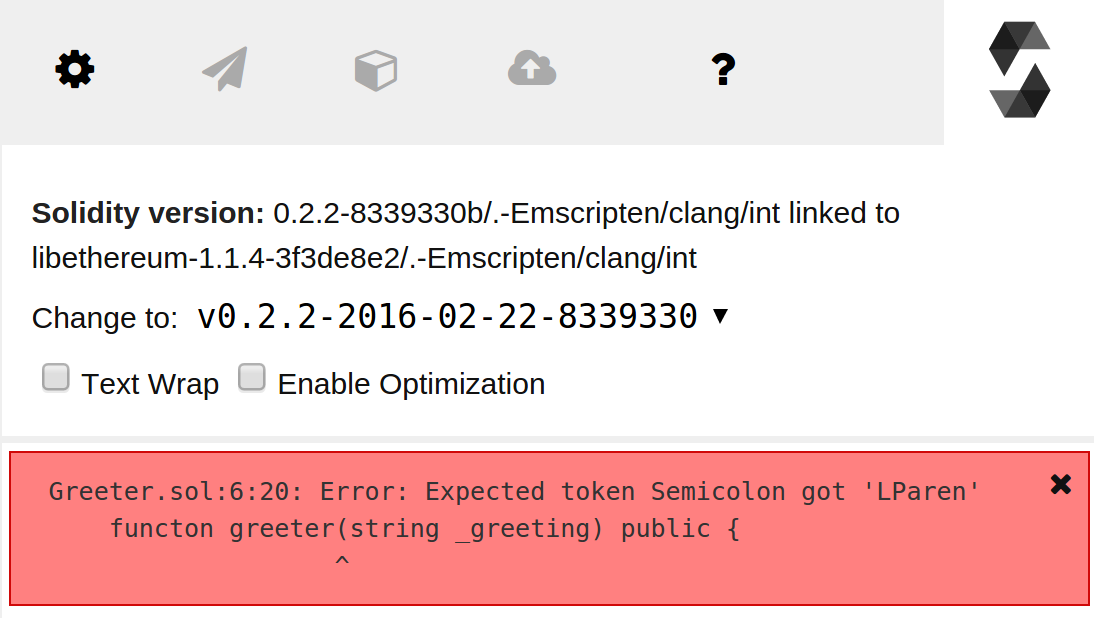 ?
Solidity version: 0.2.2-8339330b/.-Emscripten/clang/int linked to
libethereum-1.1.4-3f3de8e2/.-Emscripten/clang/int
Change to: v0.2.2-2016-02-22-8339330 ▼
Text Wrap Enable Optimization
Greeter.sol:6:20: Error: Expected token Semicolon got 'LParen'
functon greeter(string _greeting) public {
^